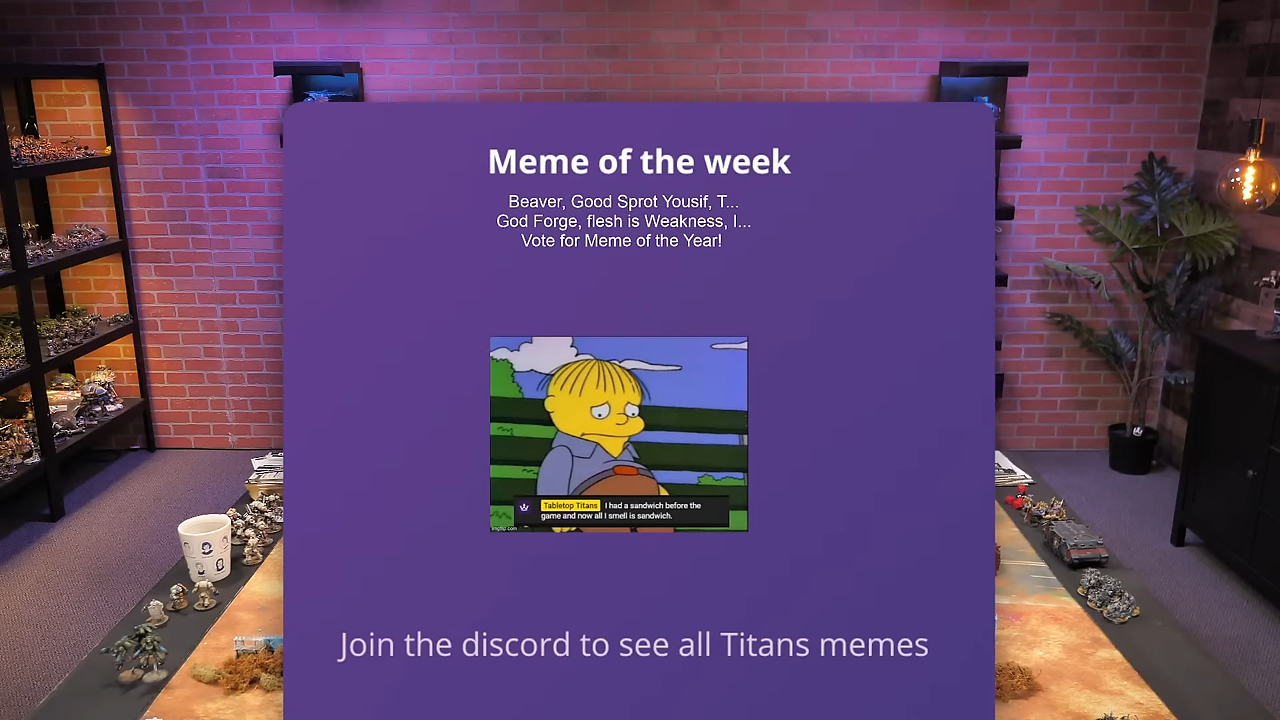 Meme of the week
Beaver, Good Sprot Yousif, T...
God Forge, flesh is Weakness, I...
Vote for Meme of the Year!
Tabletop Titans I had a sandwich before the
game and now all I smell is sandwich.
imgflip.com
Join the discord to see all Titans memes